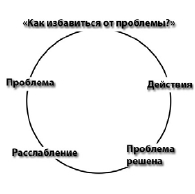 «Как избавиться от проблемы?»
Проблема
Действия
Расслабление
Проблема
решена